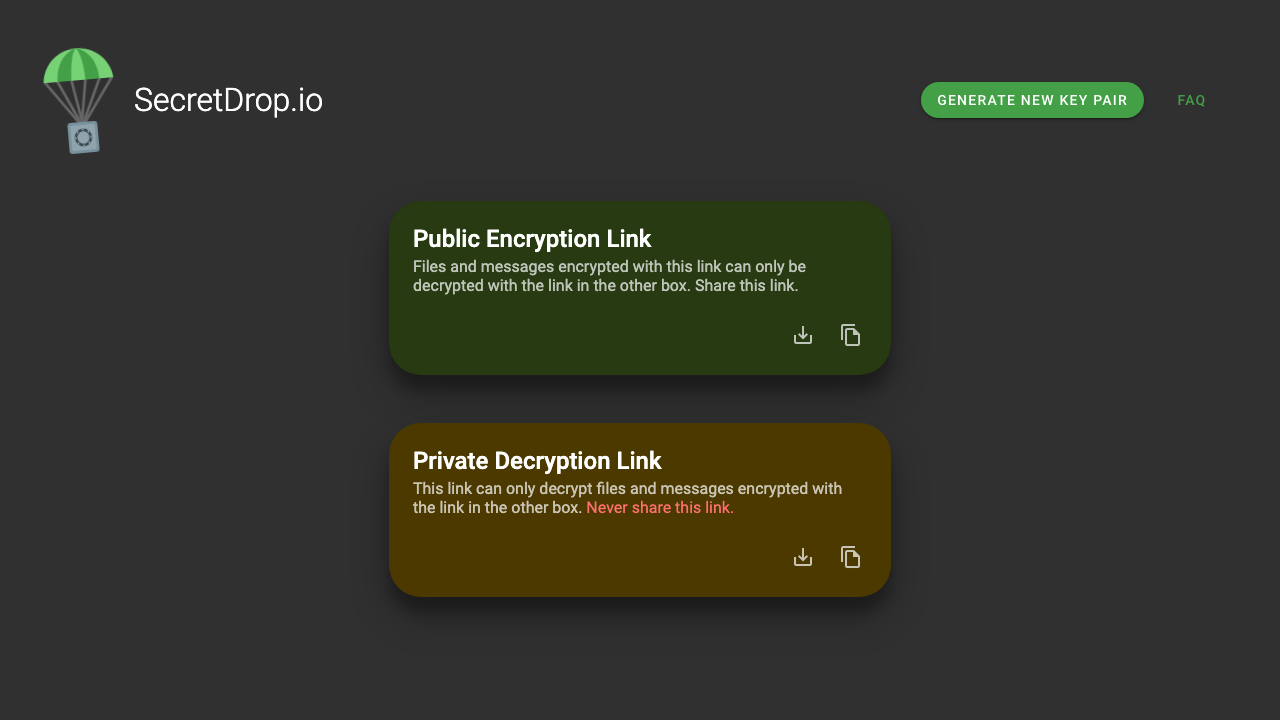 SecretDrop.io
GENERATE NEW KEY PAIR
FAQ
Public Encryption Link
Files and messages encrypted with this link can only be
decrypted with the link in the other box. Share this link.
Private Decryption Link
This link can only decrypt files and messages encrypted with
the link in the other box. Never share this link.